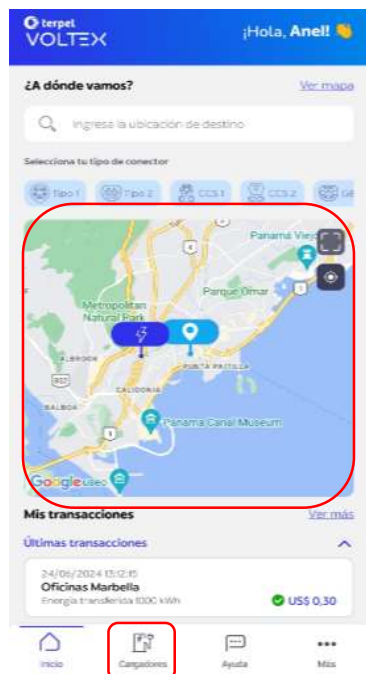 terpel
VOLTEX
¡Hola, Anel!
¿A dónde vamos?
Ver mapa
Ingresa la ubicación de destino
Selecciona tu tipo de conector
Tipo 1
Tipo 2
CCS 1
CCS 2
Panamá Viejo
Parque Omar
Metropolitan
Natural Park
ALBROOK
PUNTA PAITILLA
CALIDONIA
BALBOA
Panama Canal Museum
Google
Mis transacciones
Ver más
Últimas transacciones
24/06/2024 13:12:15
Oficinas Marbella
Energía transferida 1000 kWh
US$ 0,30
Inicio
Cargadores
Ayuda
Más